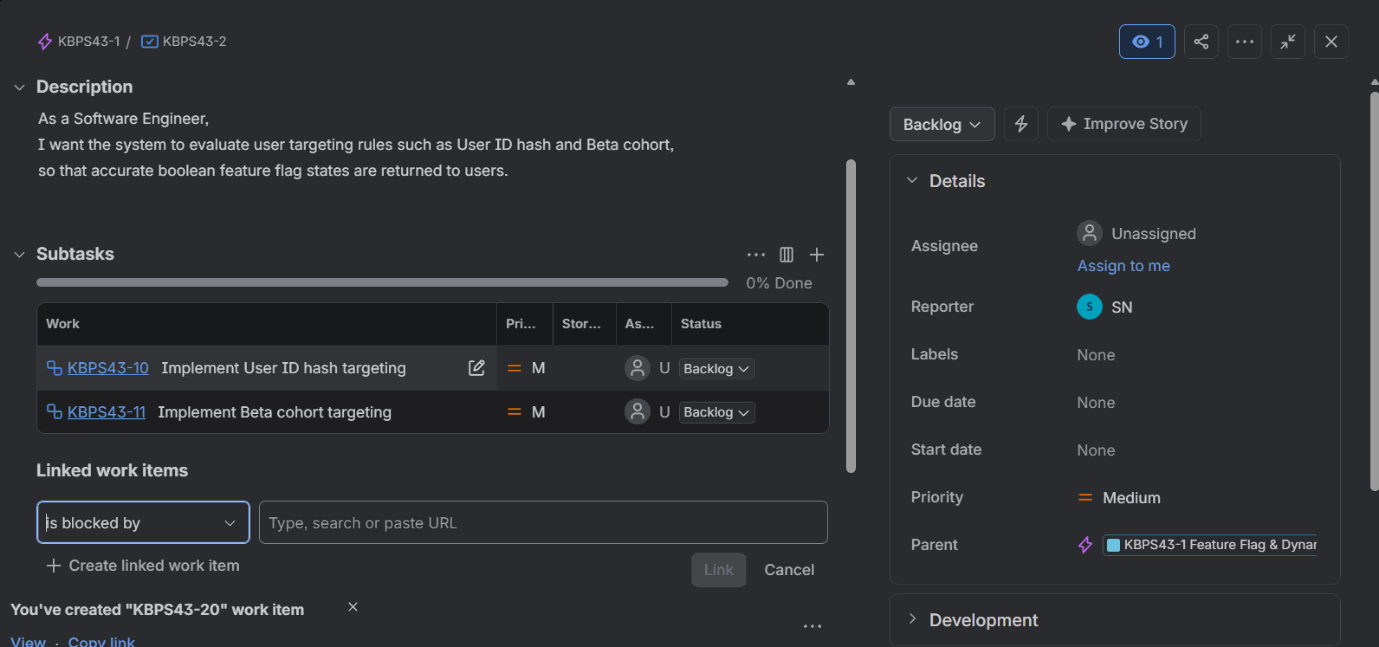 KBPS43-1 / KBPS43-2
1
Description
As a Software Engineer,
I want the system to evaluate user targeting rules such as User ID hash and Beta cohort,
so that accurate boolean feature flag states are returned to users.
Subtasks
0% Done
Work Pri... Stor... As... Status
KBPS43-10 Implement User ID hash targeting M U Backlog
KBPS43-11 Implement Beta cohort targeting M U Backlog
Linked work items
is blocked by Type, search or paste URL
Create linked work item Link Cancel
You've created "KBPS43-20" work item
View · Copy link
Backlog Improve Story
Details
Assignee Unassigned
Assign to me
Reporter S SN
Labels None
Due date None
Start date None
Priority Medium
Parent KBPS43-1 Feature Flag & Dynar
Development